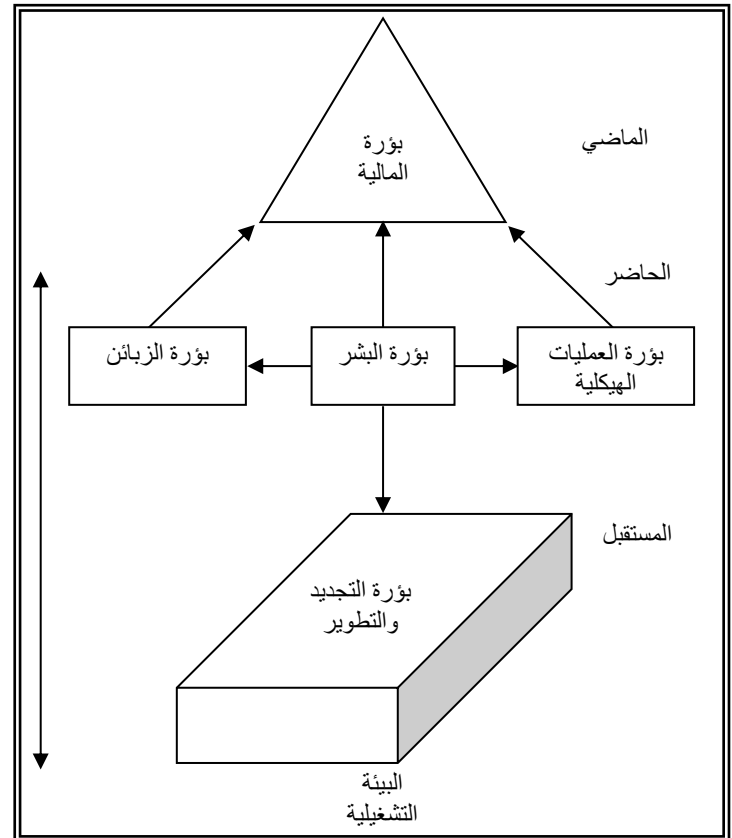 بؤرة
المالية
الماضي
الحاضر
بؤرة العمليات
الهيكلية
بؤرة البشر
بؤرة الزبائن
المستقبل
بؤرة التجديد
والتطوير
البيئة
التشغيلية